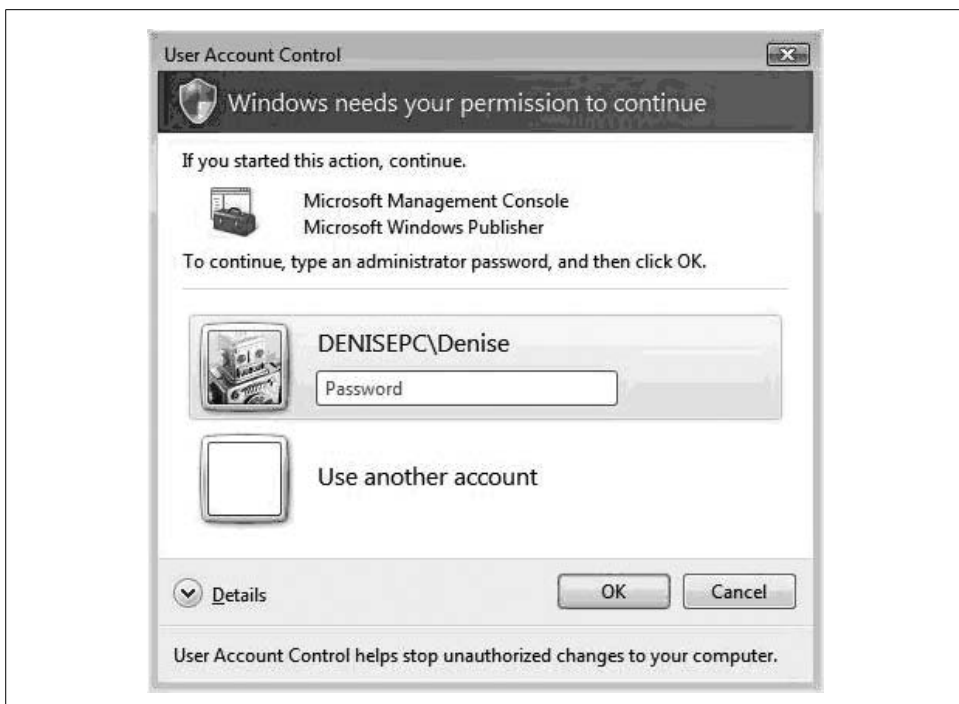 User Account Control
Windows needs your permission to continue
If you started this action, continue.
Microsoft Management Console
Microsoft Windows Publisher
To continue, type an administrator password, and then click OK.
DENISEPC\Denise
Password
Use another account
Details
OK
Cancel
User Account Control helps stop unauthorized changes to your computer.